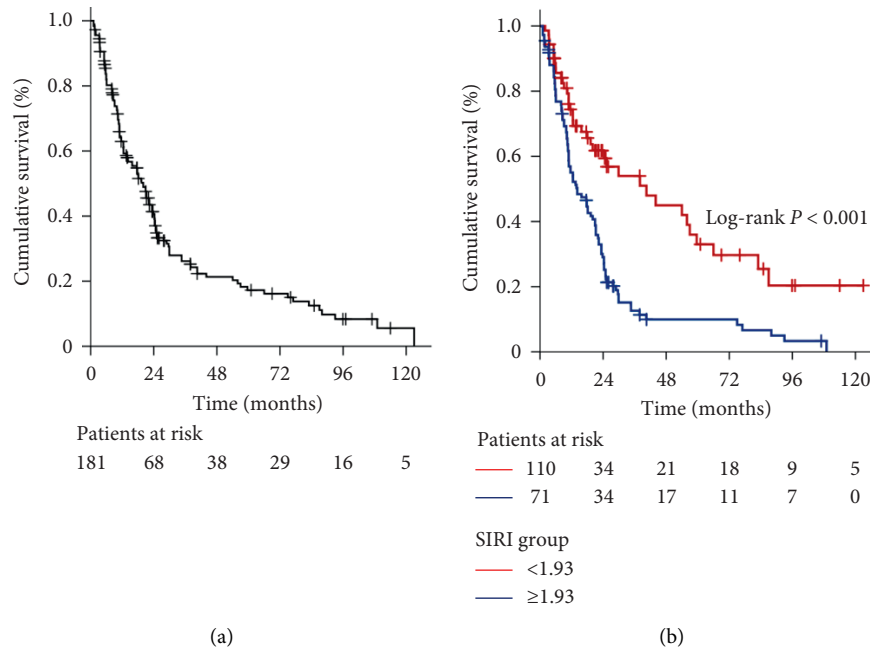 Cumulative survival (%)
1.0
0.8
0.6
0.4
0.2
0
0 24 48 72 96 120
Time (months)
Patients at risk
181 68 38 29 16 5
(a)
Cumulative survival (%)
1.0
0.8
0.6
0.4
0.2
0
Log-rank P < 0.001
0 24 48 72 96 120
Time (months)
Patients at risk
110 34 21 18 9 5
71 34 17 11 7 0
SIRI group
<1.93
≥1.93
(b)